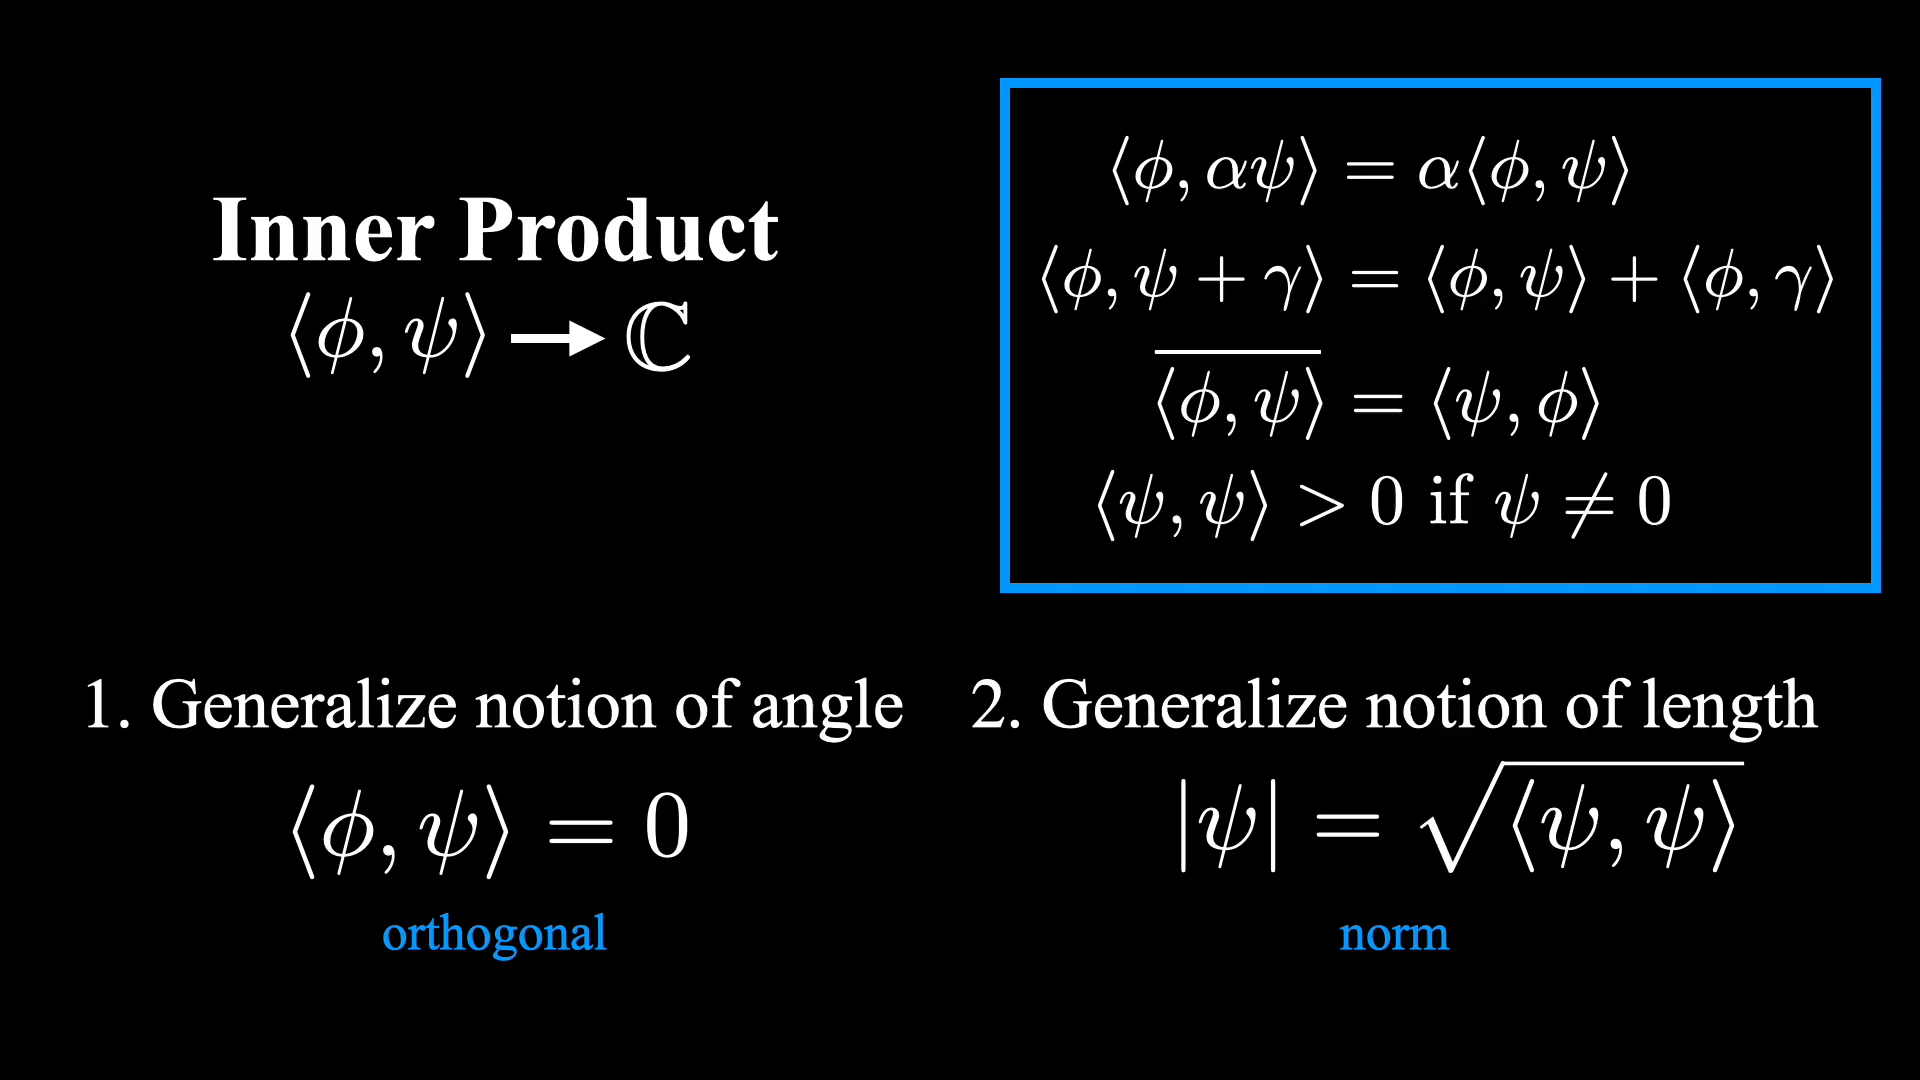 Inner Product
⟨ϕ, ψ⟩ → ℂ
⟨ϕ, αψ⟩ = α⟨ϕ, ψ⟩
⟨ϕ, ψ + γ⟩ = ⟨ϕ, ψ⟩ + ⟨ϕ, γ⟩
$\overline{⟨ϕ, ψ⟩}$ = ⟨ψ, ϕ⟩
⟨ψ, ψ⟩ > 0 if ψ ≠ 0
1. Generalize notion of angle
⟨ϕ, ψ⟩ = 0
orthogonal
2. Generalize notion of length
|ψ| = √⟨ψ, ψ⟩
norm